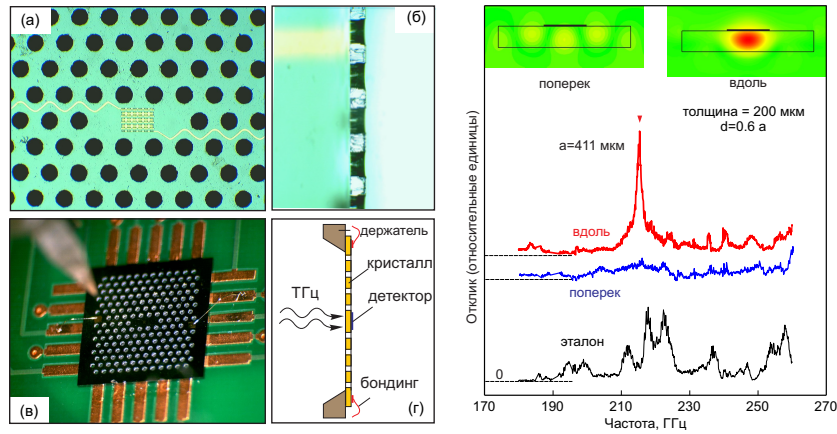 (а)
(б)
(в)
ТГц
держатель
кристалл
детектор
бондинг
(г)
поперек
вдоль
толщина = 200 мкм
d=0.6 a
a=411 мкм
вдоль
поперек
эталон
0
Отклик (относительные единицы)
170 190 210 230 250 270
Частота, ГГц